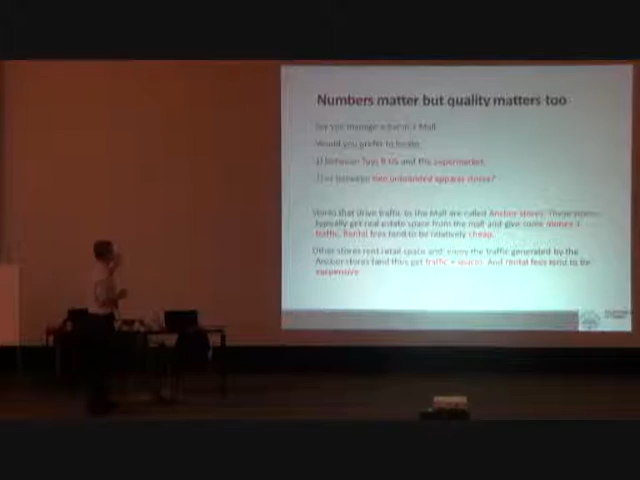 Numbers matter but quality matters too
Say you manage a Mall
Would you prefer to locate
1) between Toys R Us and the supermarket,
2) or between two unbranded apparel stores?
Stores that drive traffic to the Mall are called Anchor stores. These
typically get real estate space from the mall and give some money +
traffic. Rental fees tend to be relatively cheap.
Other stores rent retail space and enjoy the traffic generated by the
Anchor stores (and thus get traffic + space). And rental fees tend to be
expensive